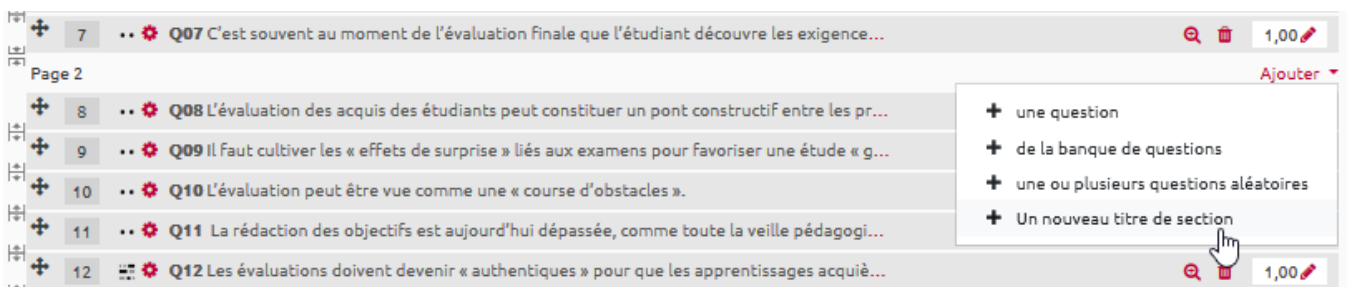 7 Q07 C'est souvent au moment de l'évaluation finale que l'étudiant découvre les exigence... 1,00
Page 2 Ajouter
8 Q08 L'évaluation des acquis des étudiants peut constituer un pont constructif entre les pr...
une question
9 Q09 Il faut cultiver les « effets de surprise » liés aux examens pour favoriser une étude « g...
de la banque de questions
10 Q10 L'évaluation peut être vue comme une « course d'obstacles ».
une ou plusieurs questions aléatoires
11 Q11 La rédaction des objectifs est aujourd'hui dépassée, comme toute la veille pédagogi...
Un nouveau titre de section
12 Q12 Les évaluations doivent devenir « authentiques » pour que les apprentissages acquiè... 1,00